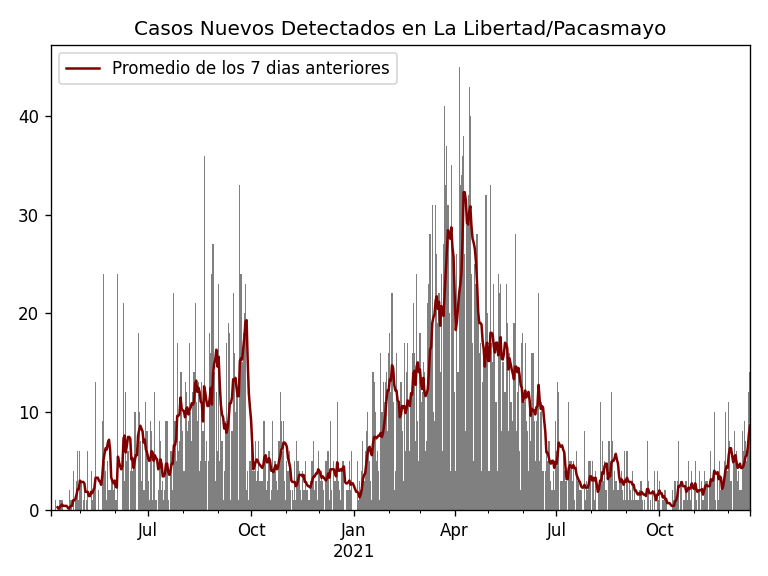 Casos Nuevos Detectados en La Libertad/Pacasmayo
Promedio de los 7 dias anteriores
40
30
20
10
0
Jul Oct Jan Apr Jul Oct
2021